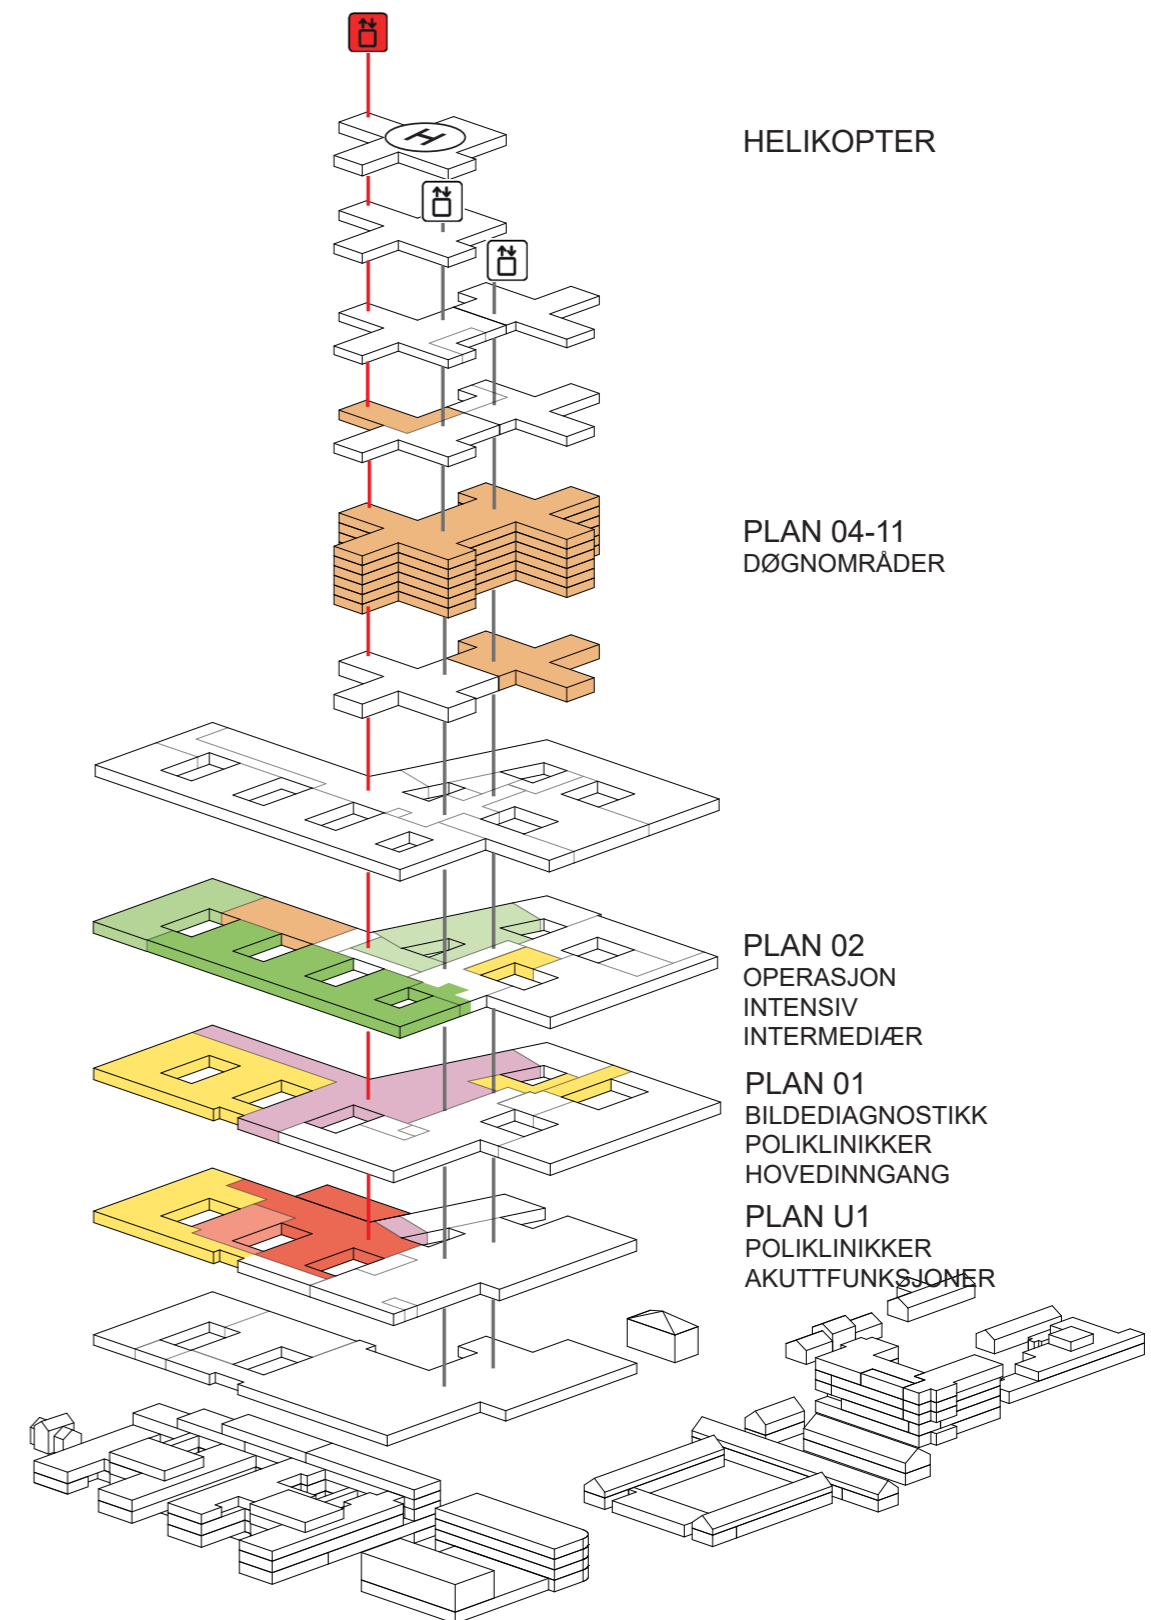 HELIKOPTER
H
PLAN 04-11
DØGNOMRÅDER
PLAN 02
OPERASJON
INTENSIV
INTERMEDIÆR
PLAN 01
BILDEDIAGNOSTIKK
POLIKLINIKKER
HOVEDINNGANG
PLAN U1
POLIKLINIKKER
AKUTTFUNKSJONER